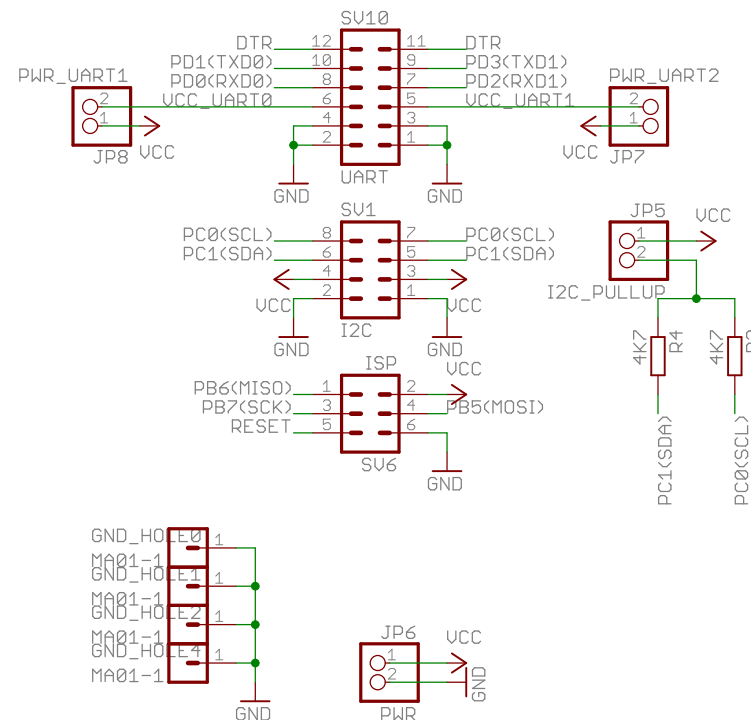 SV10
DTR 12 11 DTR
PD1(TXD0) 10 9 PD3(TXD1)
PWR_UART1 PD0(RXD0) 8 7 PD2(RXD1) PWR_UART2
2 VCC_UART0 6 5 VCC_UART1 2
1 4 3 1
JP8 VCC 2 1 VCC JP7
UART
GND GND
SV1 JP5
PC0(SCL) 8 7 PC0(SCL) 1 VCC
PC1(SDA) 6 5 PC1(SDA) 2
4 3
VCC 2 1 VCC I2C_PULLUP
I2C
GND GND
ISP VCC 4K7 R4 4K7
PB6(MISO) 1 2
PB7(SCK) 3 4 PB5(MOSI)
RESET 5 6
SV6
GND PC1(SDA) PC0(SCL)
GND_HOLE0 1
MA01-1
GND_HOLE1 1
MA01-1
GND_HOLE2 1
MA01-1
GND_HOLE4 1
MA01-1
GND
JP6
1 VCC
2 GND
PWR